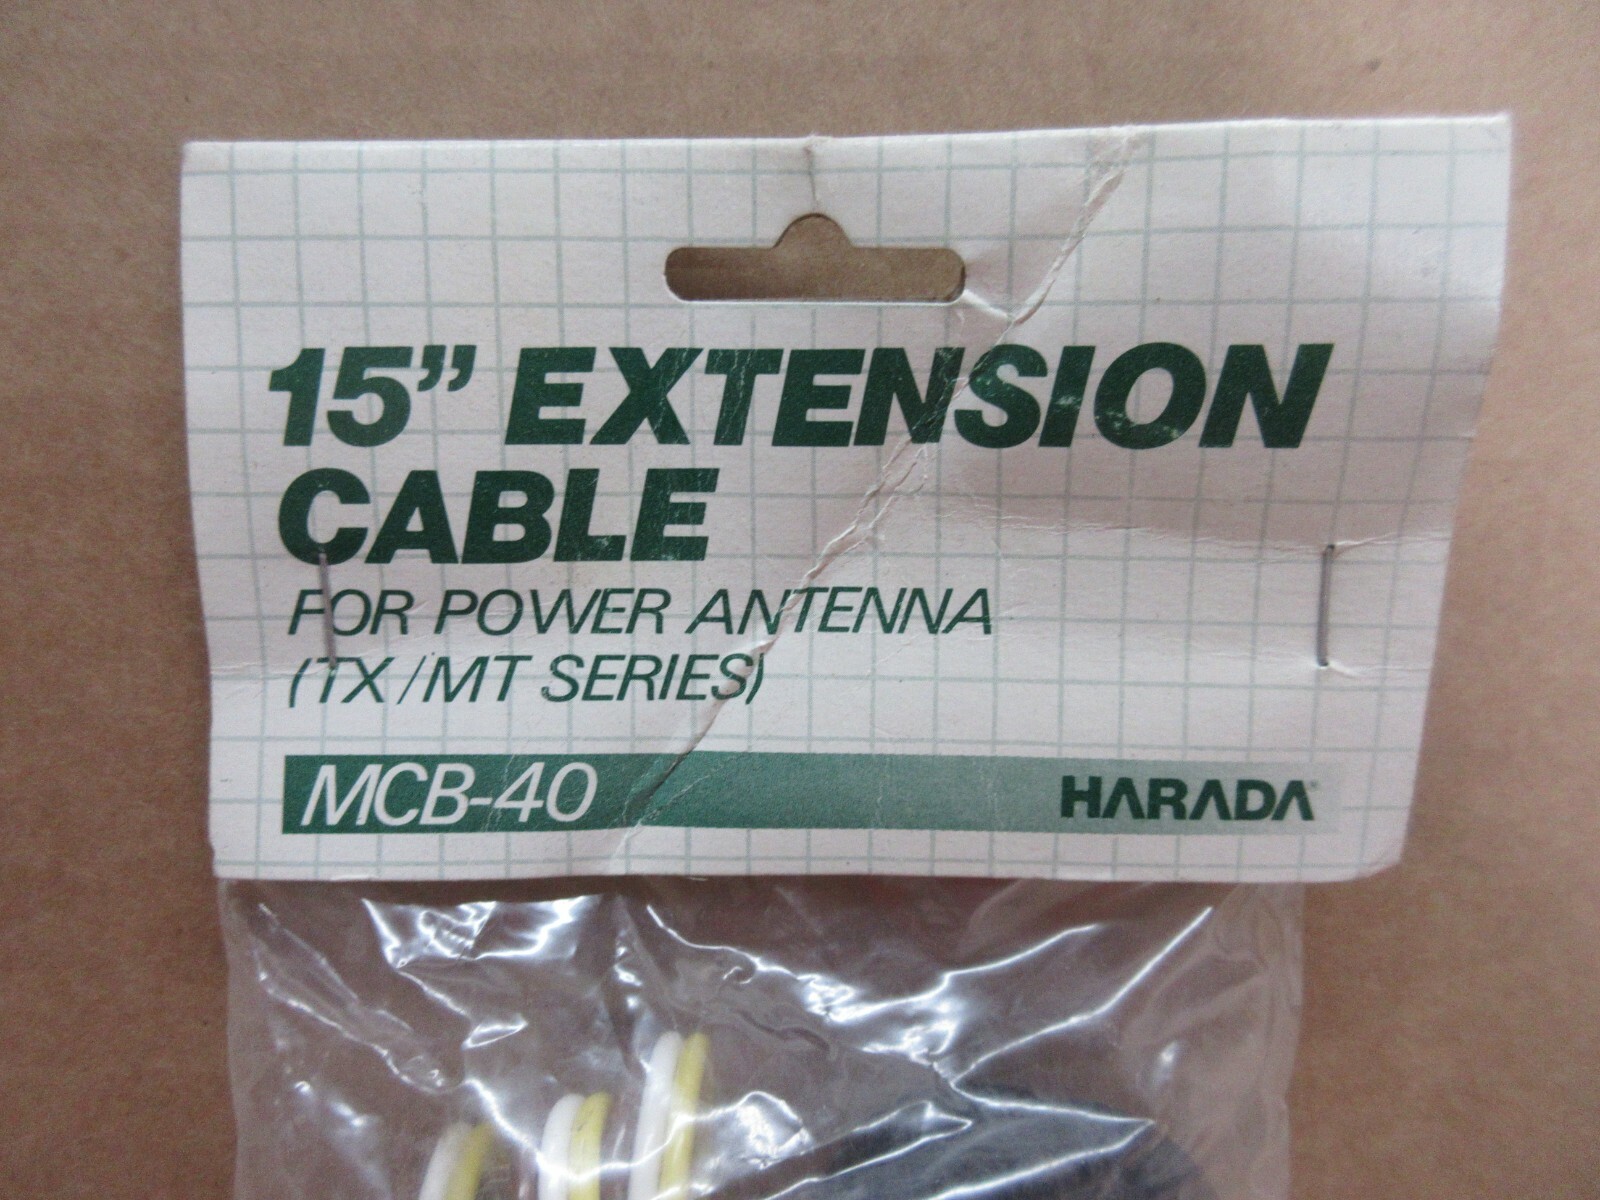 15” EXTENSION
CABLE
FOR POWER ANTENNA
(TX/MT SERIES)
MCB-40 HARADA®